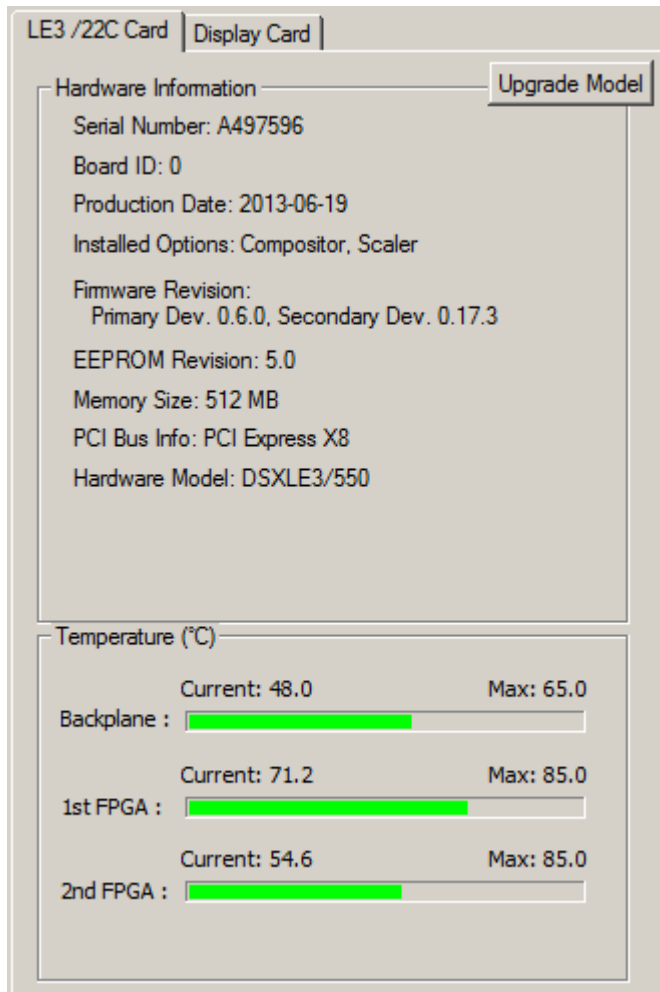 LE3 /22C Card
Display Card
Upgrade Model
Hardware Information
Serial Number: A497596
Board ID: 0
Production Date: 2013-06-19
Installed Options: Compositor, Scaler
Firmware Revision:
Primary Dev. 0.6.0, Secondary Dev. 0.17.3
EEPROM Revision: 5.0
Memory Size: 512 MB
PCI Bus Info: PCI Express X8
Hardware Model: DSXLE3/550
Temperature (°C)
Current: 48.0 Max: 65.0
Backplane :
Current: 71.2 Max: 85.0
1st FPGA :
Current: 54.6 Max: 85.0
2nd FPGA :